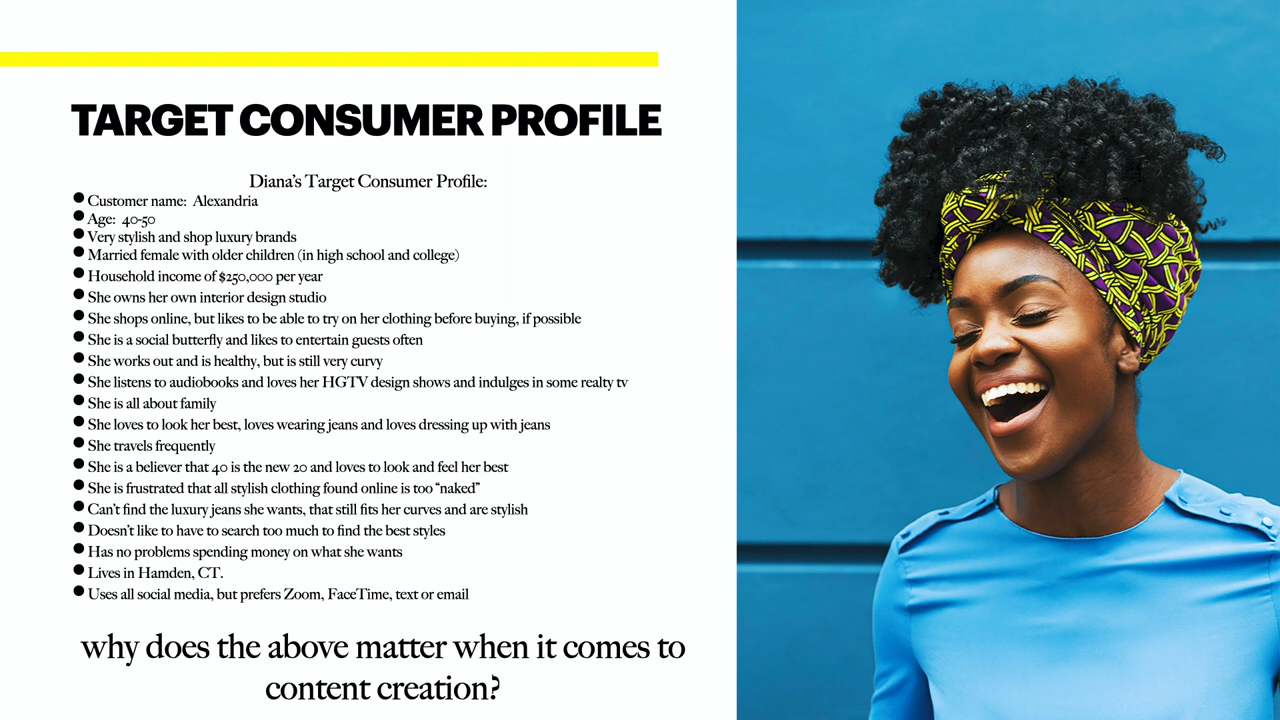 TARGET CONSUMER PROFILE
Diana's Target Consumer Profile:
● Customer name: Alexandria
● Age: 40-50
● Very stylish and shop luxury brands
● Married female with older children (in high school and college)
● Household income of $250,000 per year
● She owns her own interior design studio
● She shops online, but likes to be able to try on her clothing before buying, if possible
● She is a social butterfly and likes to entertain guests often
● She works out and is healthy, but is still very curvy
● She listens to audiobooks and loves her HGTV design shows and indulges in some realty tv
● She is all about family
● She loves to look her best, loves wearing jeans and loves dressing up with jeans
● She travels frequently
● She is a believer that 40 is the new 20 and loves to look and feel her best
● She is frustrated that all stylish clothing found online is too “naked”
● Can't find the luxury jeans she wants, that still fits her curves and are stylish
● Doesn't like to have to search too much to find the best styles
● Has no problems spending money on what she wants
● Lives in Hamden, CT.
● Uses all social media, but prefers Zoom, FaceTime, text or email
why does the above matter when it comes to
content creation?